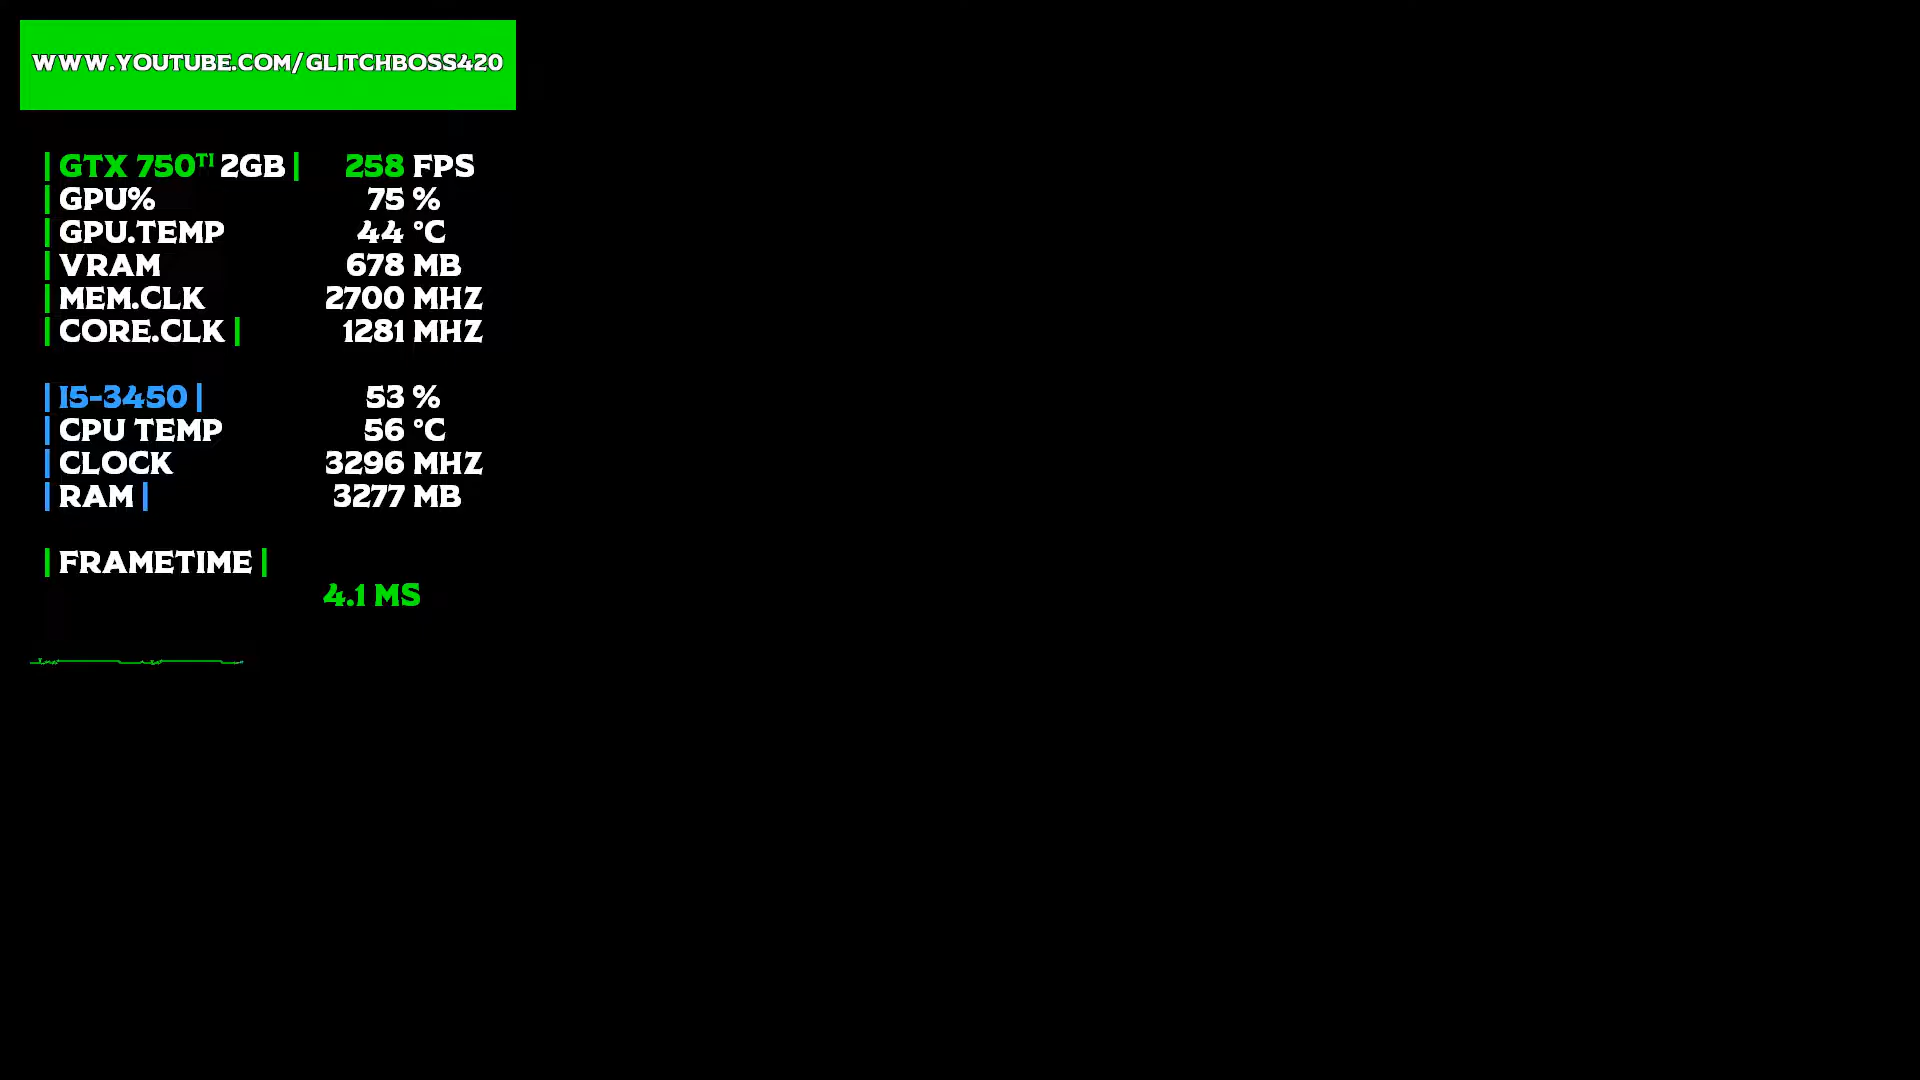 WWW.YOUTUBE.COM/GLITCHBOSS420
| GTX 750TI 2GB | 258 FPS
| GPU% 75 %
| GPU.TEMP 44 °C
| VRAM 678 MB
| MEM.CLK 2700 MHZ
| CORE.CLK | 1281 MHZ
| I5-3450 | 53 %
| CPU TEMP 56 °C
| CLOCK 3296 MHZ
| RAM | 3277 MB
| FRAMETIME |
4.1 MS